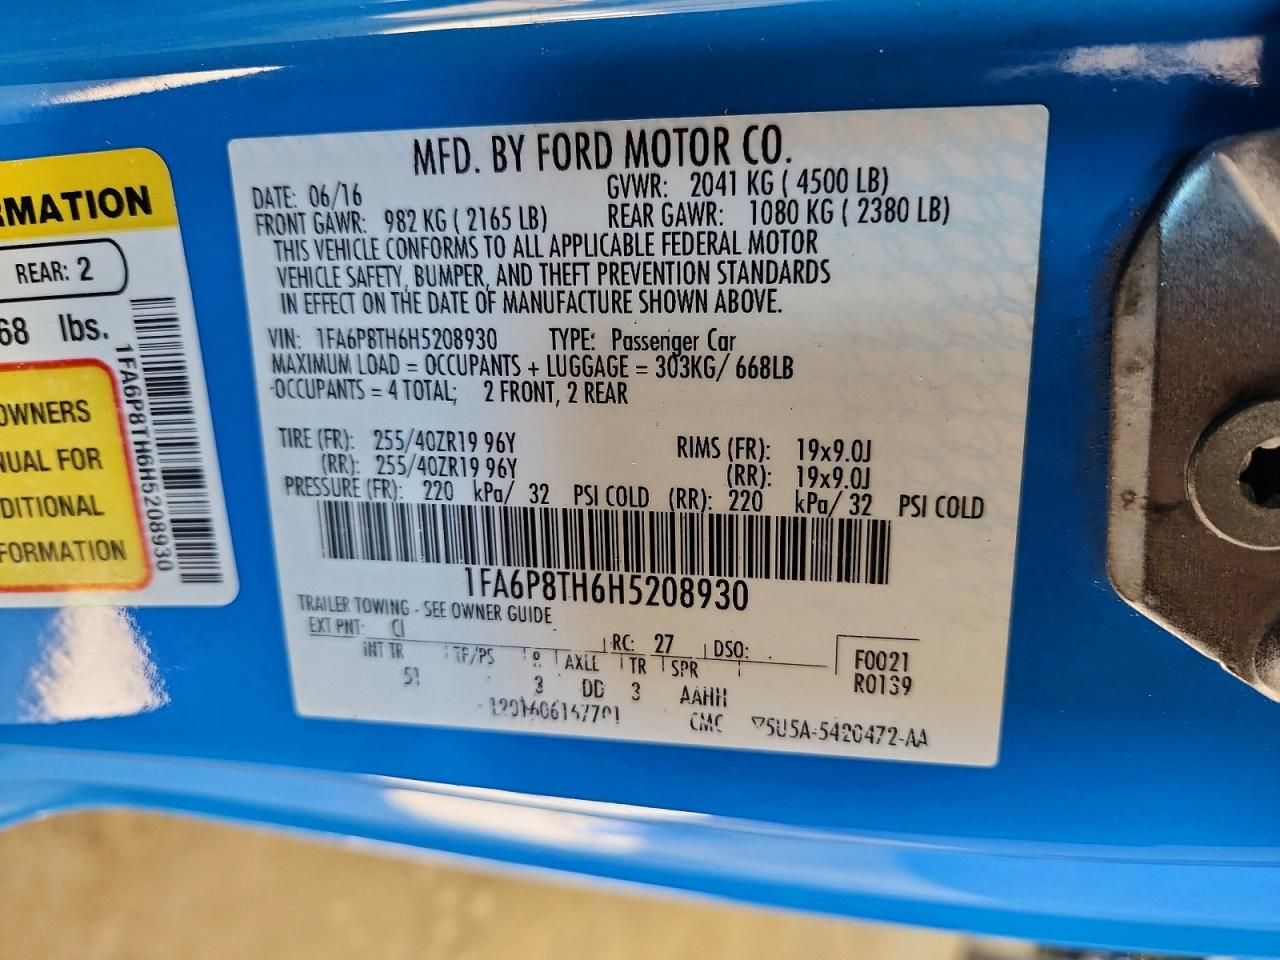 RMATION
REAR: 2
68 lbs.
OWNERS
NUAL FOR
DITIONAL
FORMATION
1FA6P8TH6H5208930
MFD. BY FORD MOTOR CO.
DATE: 06/16 GVWR: 2041 KG ( 4500 LB)
FRONT GAWR: 982 KG ( 2165 LB) REAR GAWR: 1080 KG ( 2380 LB)
THIS VEHICLE CONFORMS TO ALL APPLICABLE FEDERAL MOTOR
VEHICLE SAFETY, BUMPER, AND THEFT PREVENTION STANDARDS
IN EFFECT ON THE DATE OF MANUFACTURE SHOWN ABOVE.
VIN: 1FA6P8TH6H5208930 TYPE: Passenger Car
MAXIMUM LOAD = OCCUPANTS + LUGGAGE = 303KG/ 668LB
OCCUPANTS = 4 TOTAL; 2 FRONT, 2 REAR
TIRE (FR): 255/40ZR19 96Y RIMS (FR): 19x9.0J
(RR): 255/40ZR19 96Y (RR): 19x9.0J
PRESSURE (FR): 220 kPa/ 32 PSI COLD (RR): 220 kPa/ 32 PSI COLD
1FA6P8TH6H5208930
TRAILER TOWING - SEE OWNER GUIDE
EXT PNT: CI RC: 27 DSO: F0021
INT TR TP/PS R AXLE TR SPR R0139
3 DD 3 AAHH
CMC 5U5A-5420472-AA